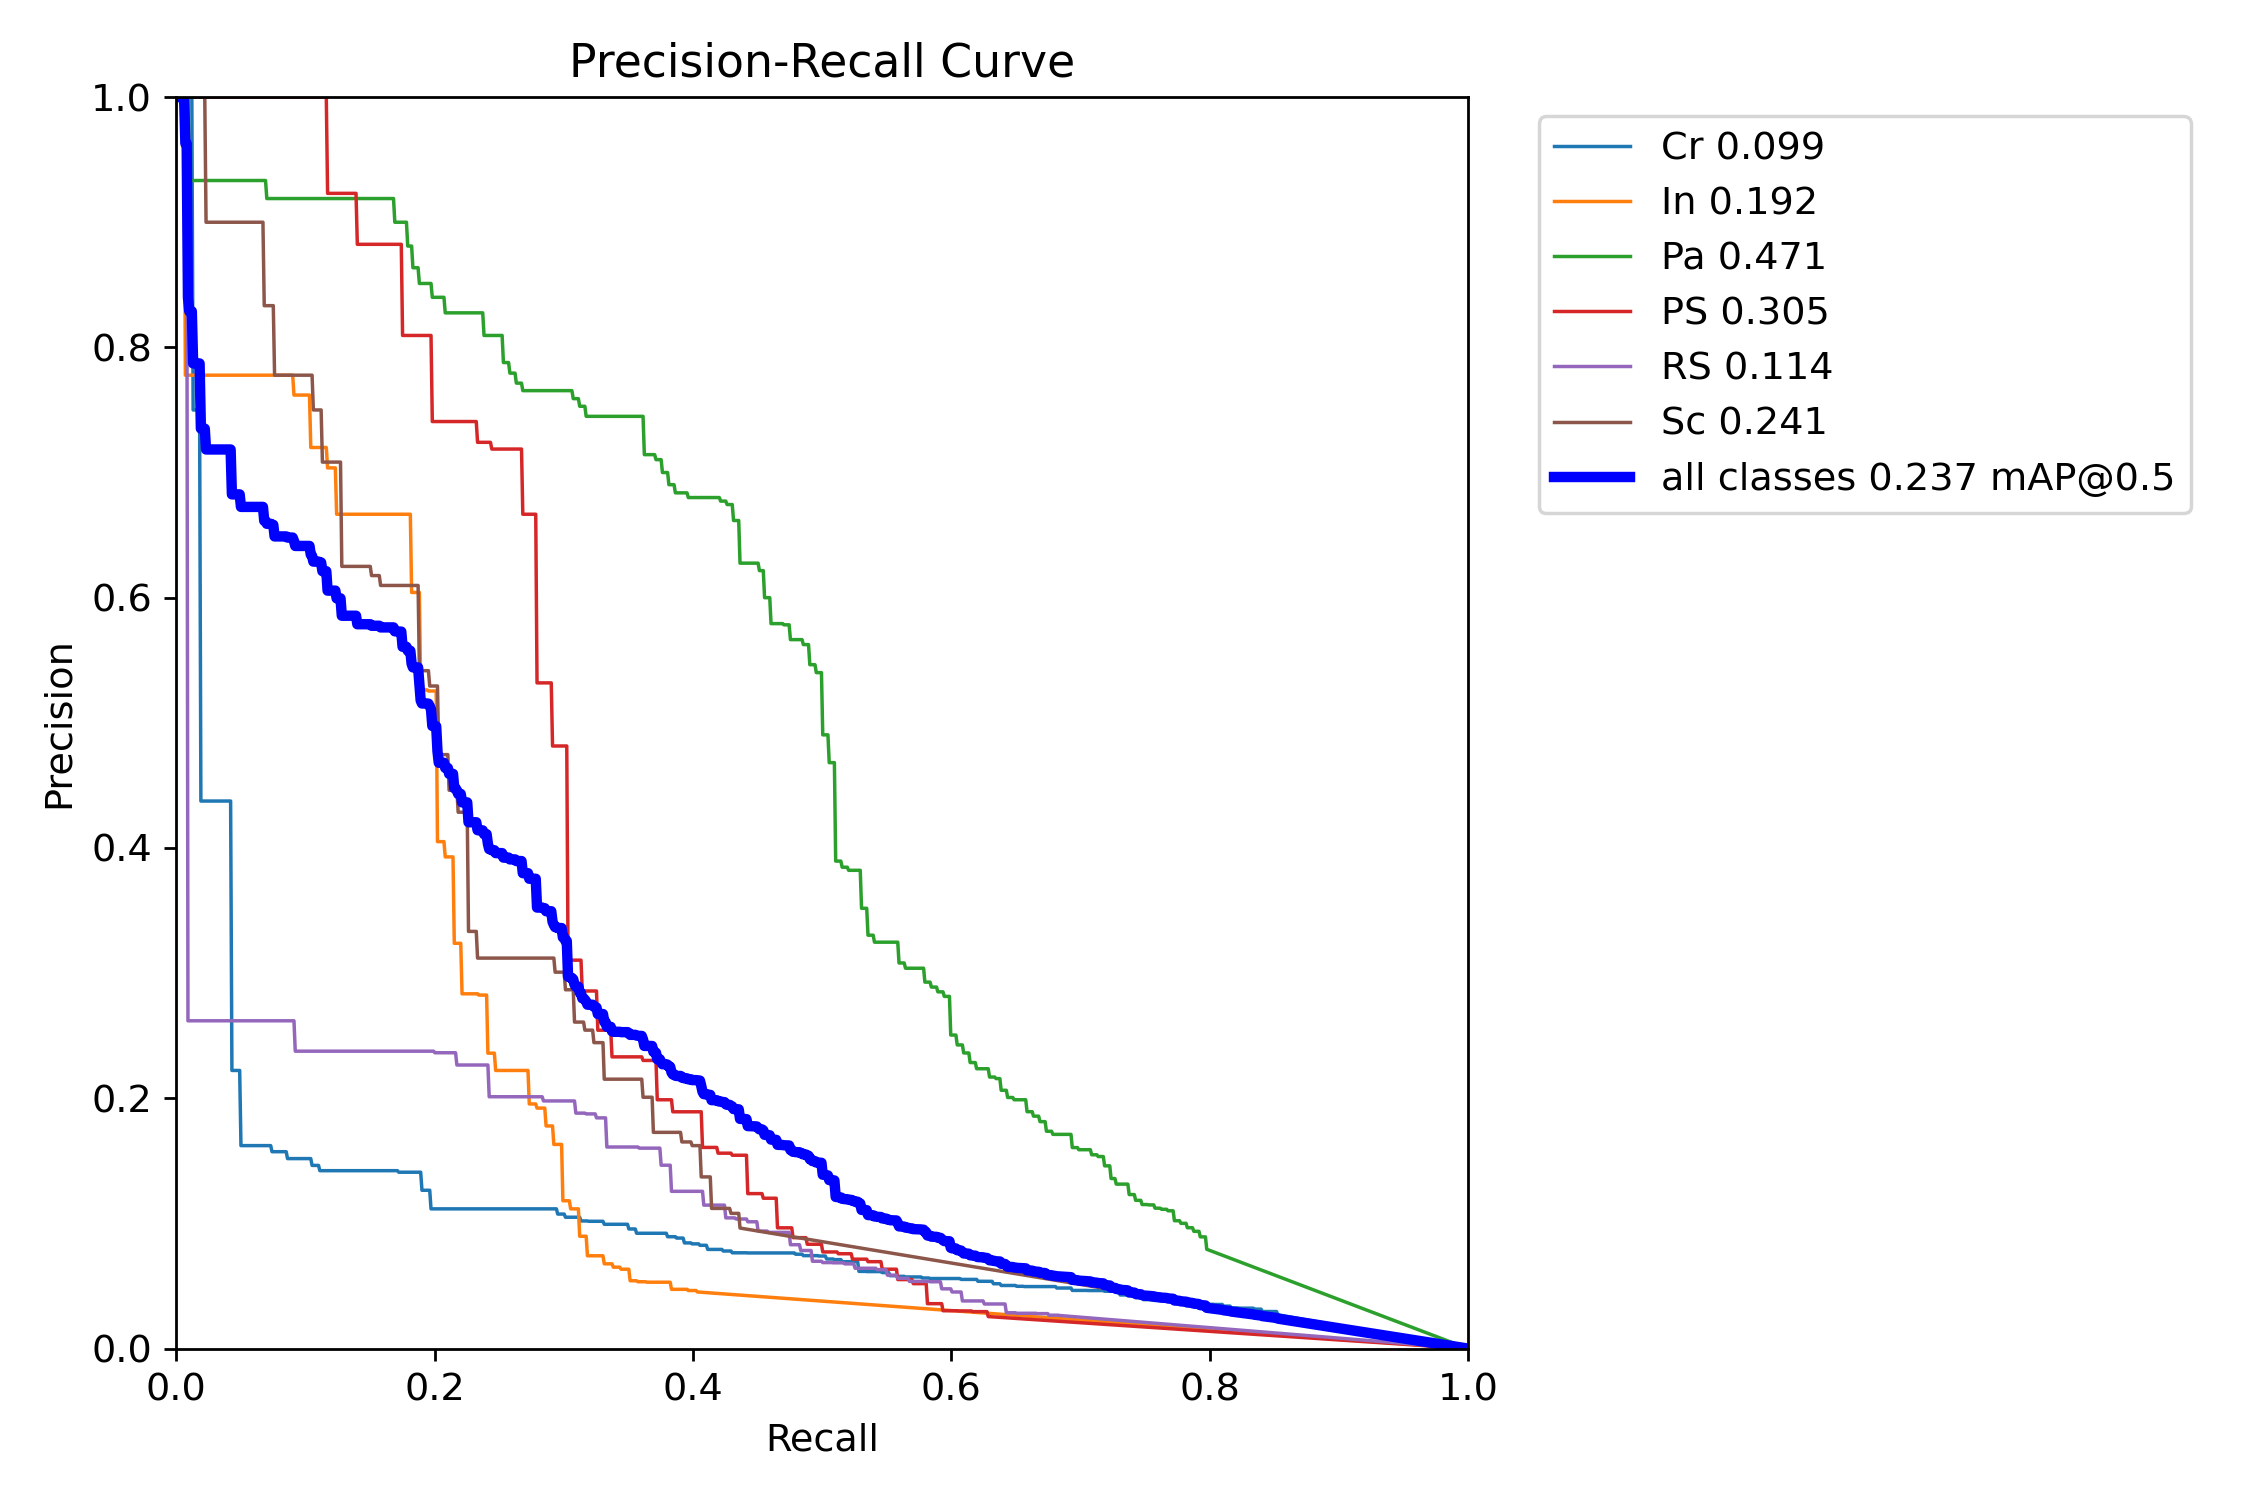 Precision-Recall Curve
1.0
0.8
0.6
0.4
0.2
0.0
Precision
0.0 0.2 0.4 0.6 0.8 1.0
Recall
Cr 0.099
In 0.192
Pa 0.471
PS 0.305
RS 0.114
Sc 0.241
all classes 0.237 mAP@0.5